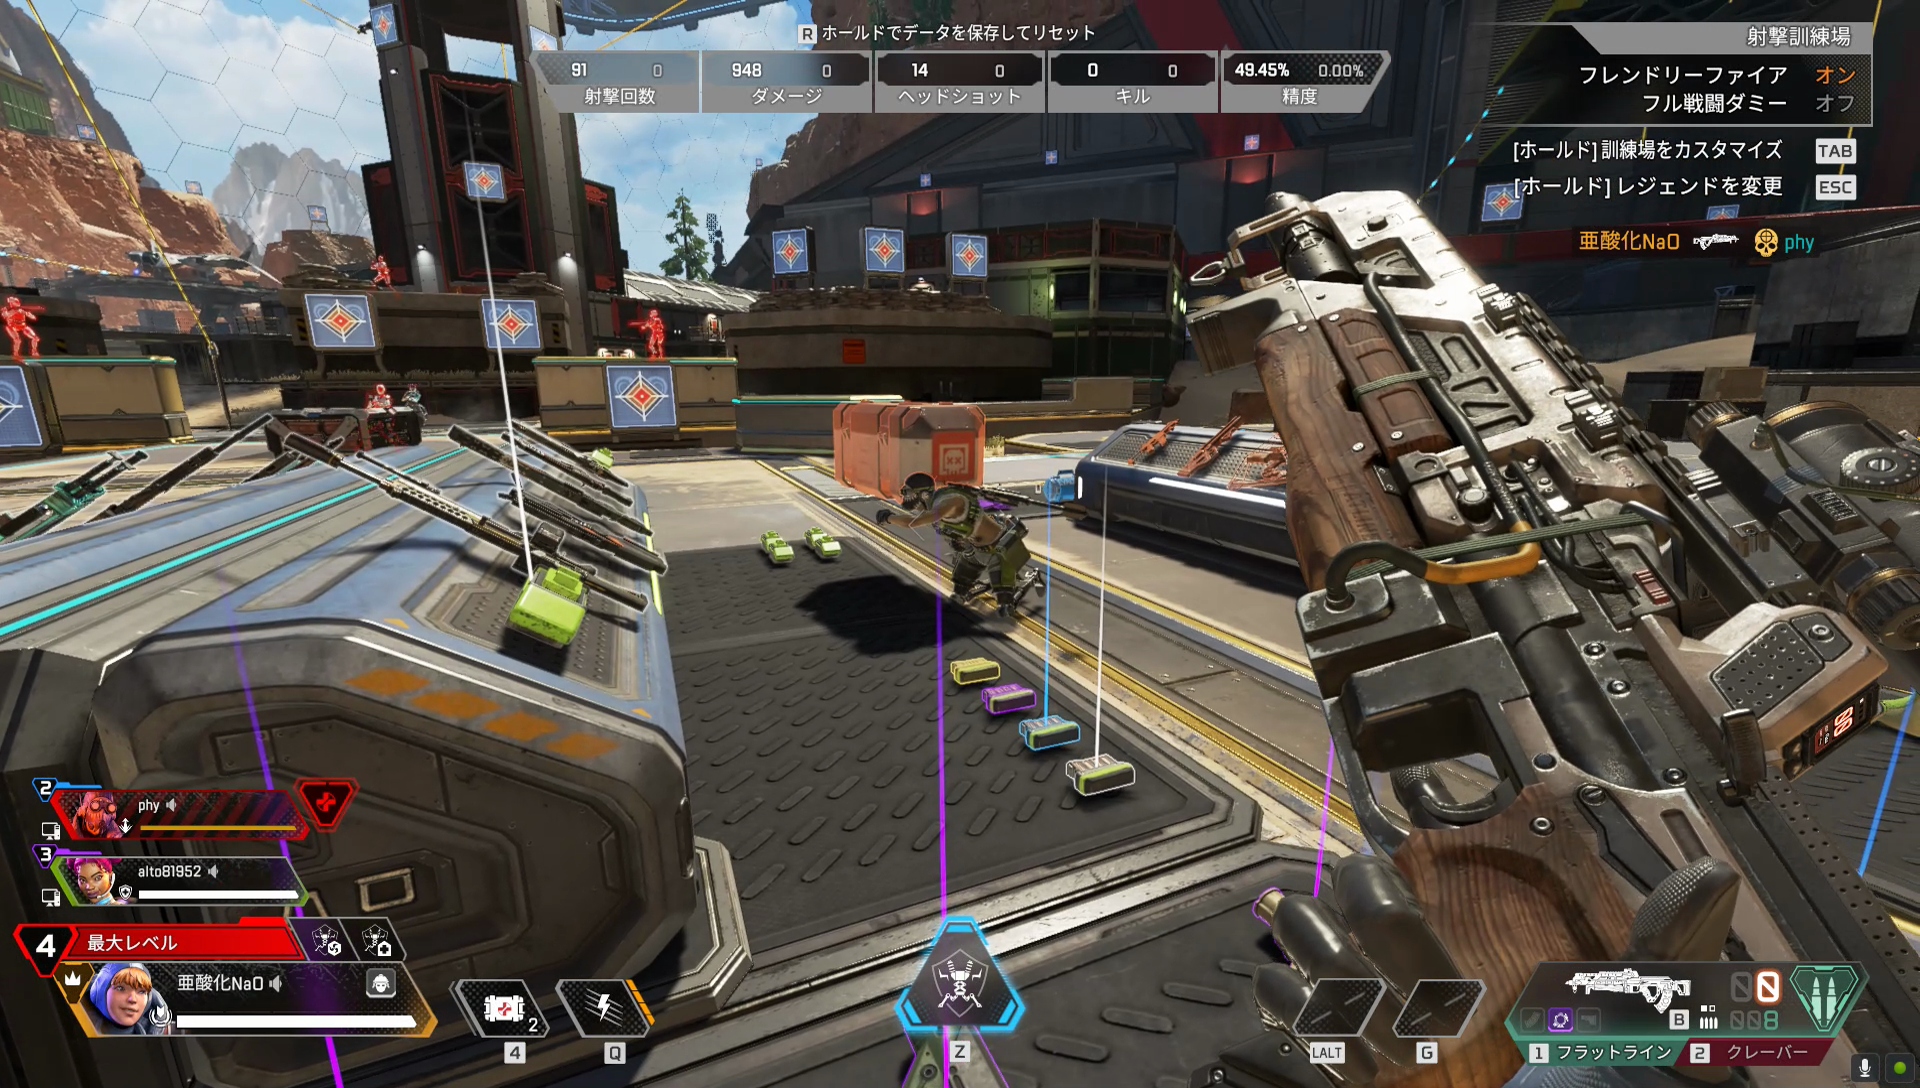 R ホールドでデータを保存してリセット
91 0 948 0 14 0 0 0 49.45% 0.00%
射撃回数 ダメージ ヘッドショット キル 精度
射撃訓練場
フレンドリーファイア オン
フル戦闘ダミー オフ
[ホールド]訓練場をカスタマイズ TAB
[ホールド]レジェンドを変更 ESC
亜酸化NaO phy
2
phy
3
alto81952
4 最大レベル
亜酸化NaO
2
4 Q Z LALT G
B
00
008
1 フラットライン 2 クレーバー